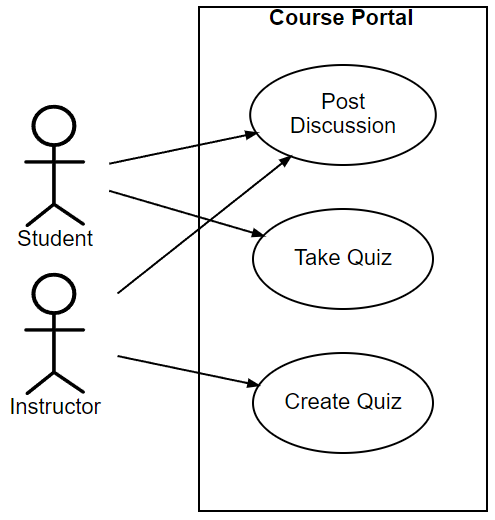 Course Portal
Post
Discussion
Student
Take Quiz
Instructor
Create Quiz